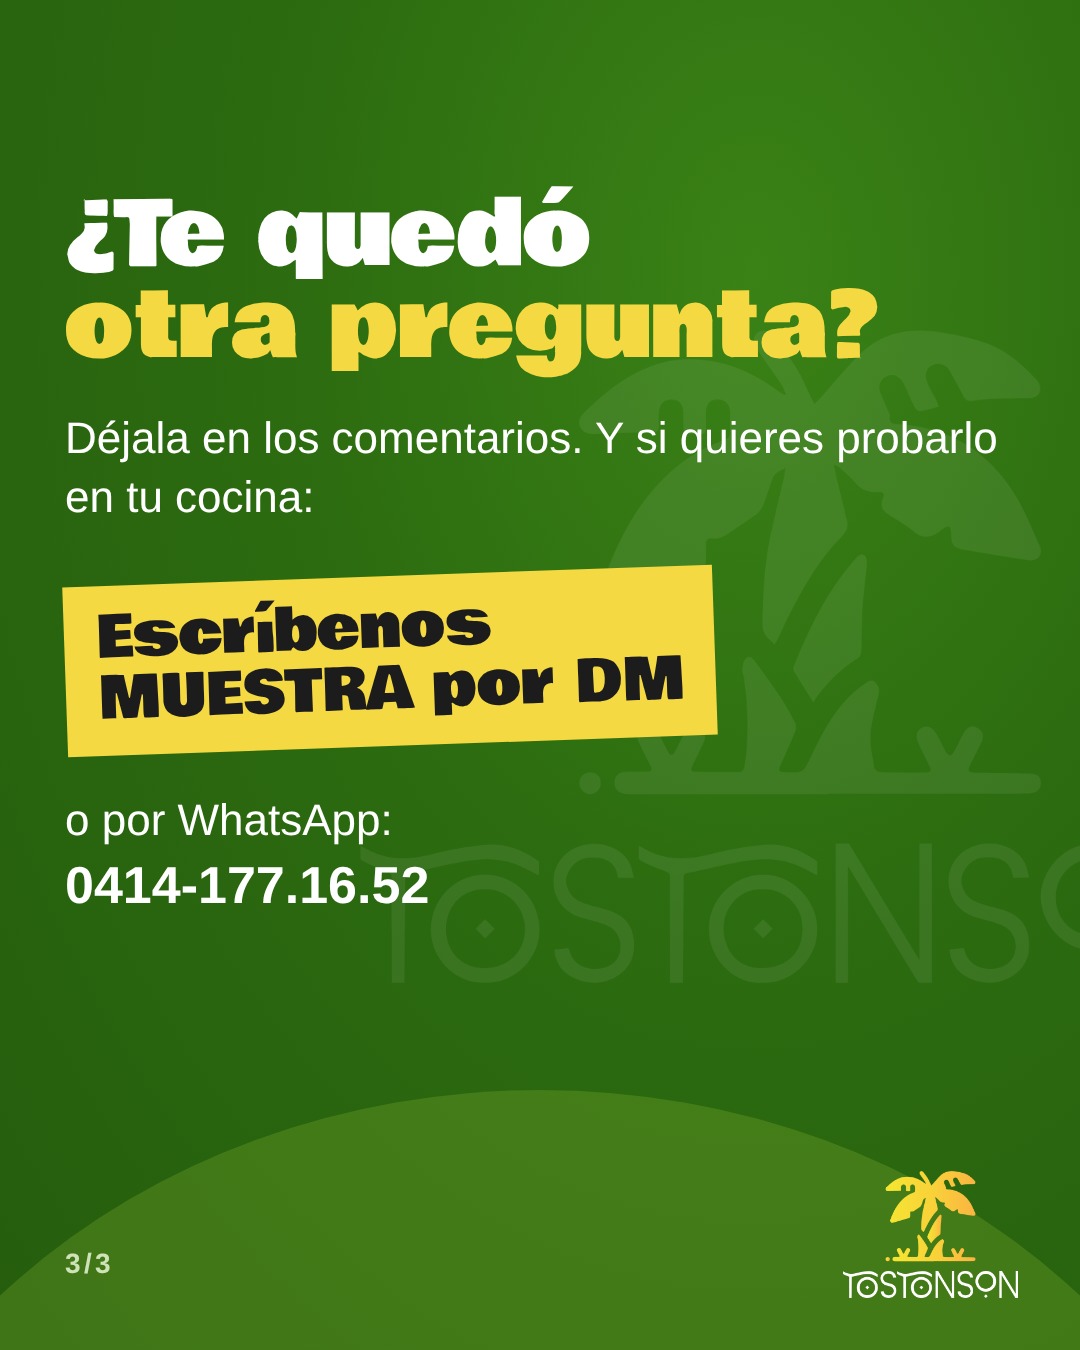 ¿Te quedó
otra pregunta?
Déjala en los comentarios. Y si quieres probarlo
en tu cocina:
Escríbenos
MUESTRA por DM
o por WhatsApp:
0414-177.16.52
TOSTONSO
3/3
TOSTONSON